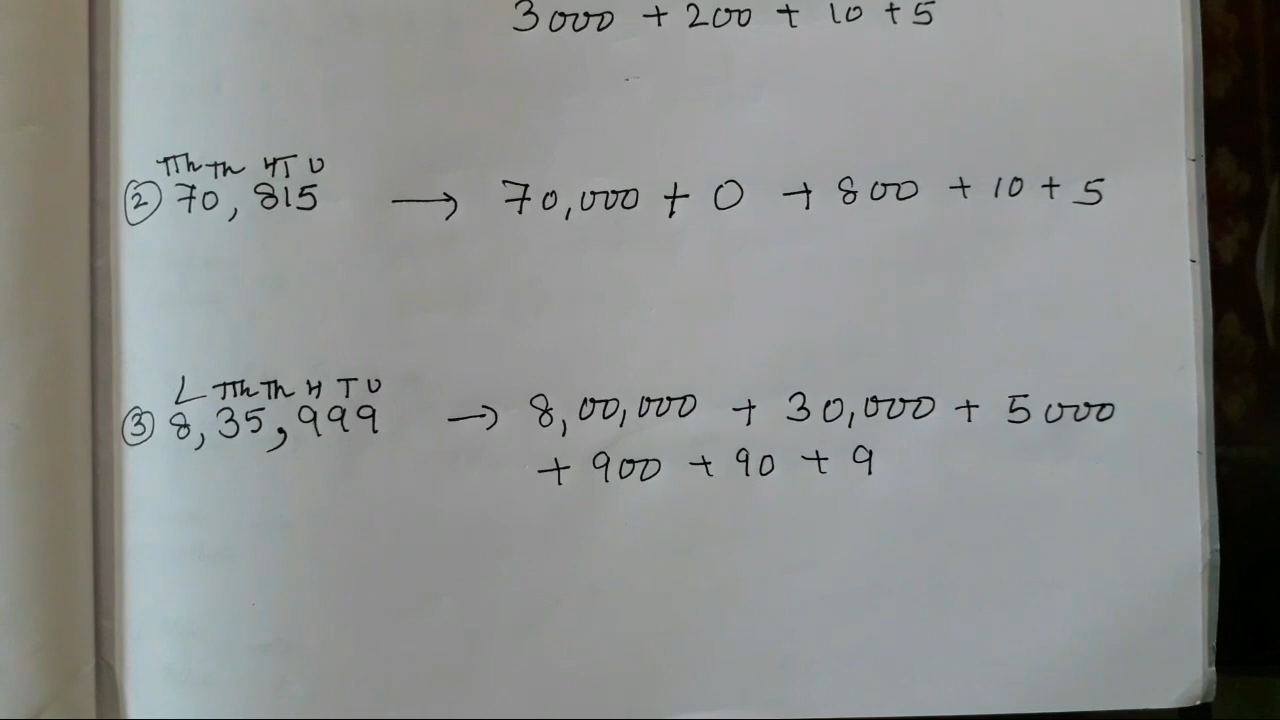 3000 + 200 + 10 + 5
TTh Th H T U
② 70,815 → 70,000 + 0 + 800 + 10 + 5
L TTh Th H T U
③ 8,35,999 → 8,00,000 + 30,000 + 5000
+ 900 + 90 + 9